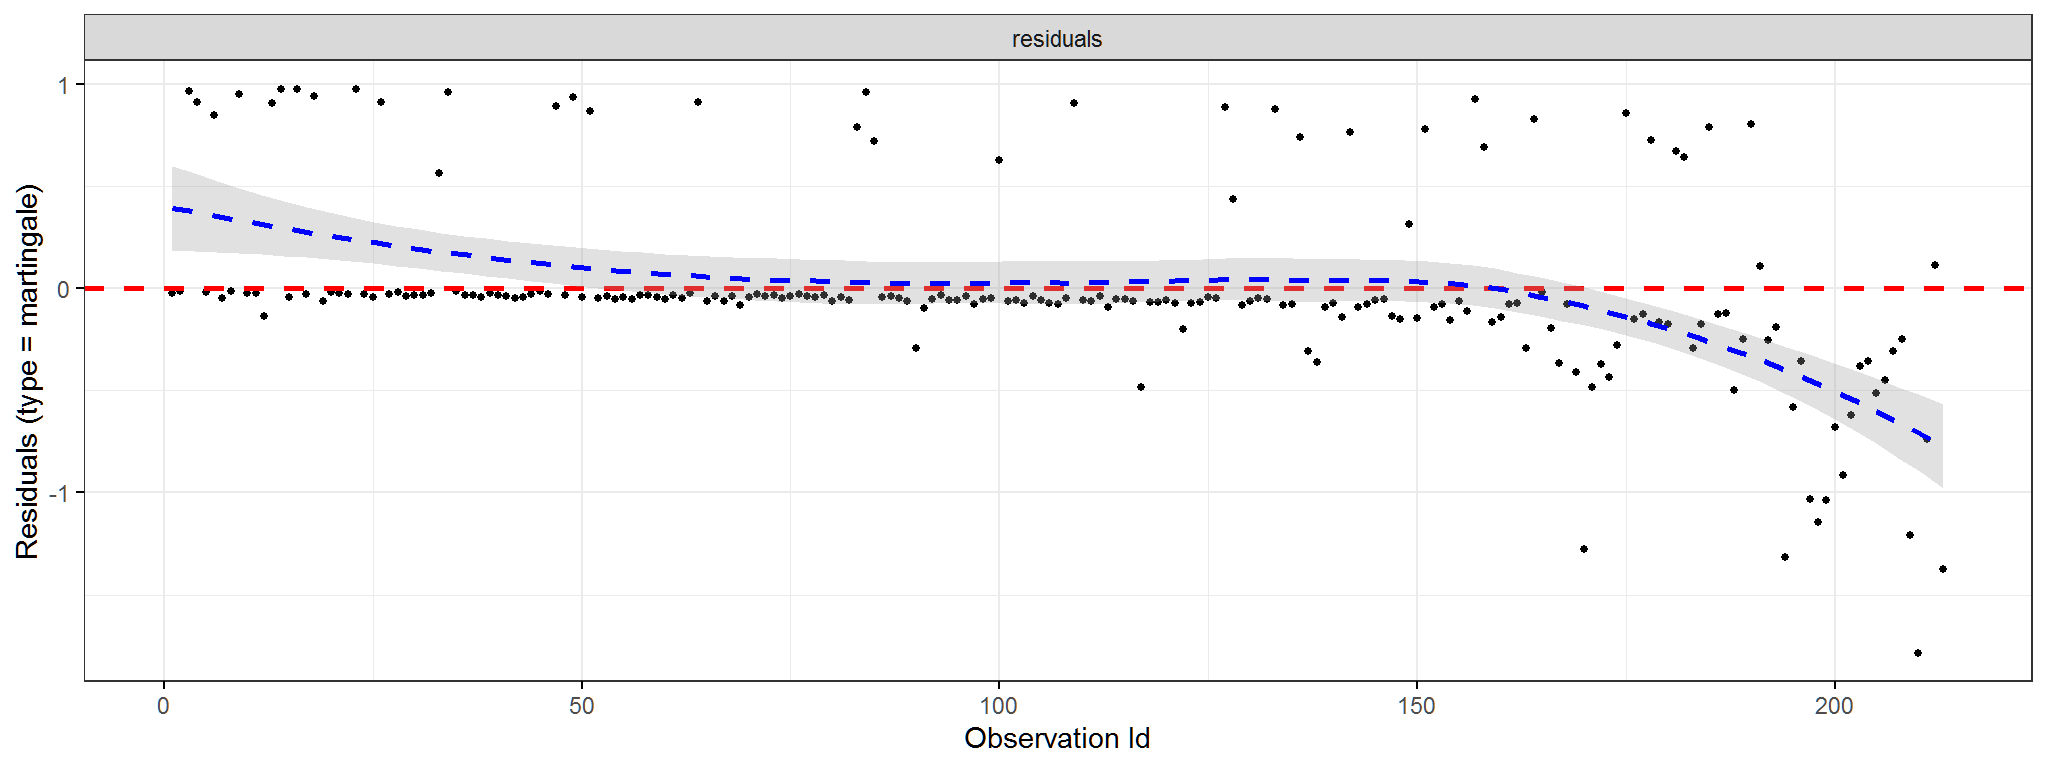 residuals
Residuals (type = martingale)
1
0
-1
0
50
100
150
200
Observation Id